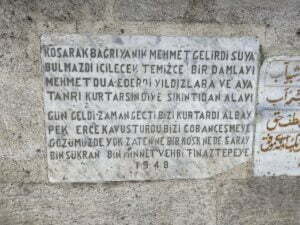 KOŞARAK BAĞRI YANIK MEHMET GELİRDİ SUYA
BULMAZDI İÇİLECEK TEMİZCE BİR DAMLAYI
MEHMET DUA EDERDİ YILDIZLARA VE AYA
TANRI KURTARSIN DİYE SIKINTIDAN ALAYI
GÜN GELDİ ZAMAN GEÇTİ BİZİ KURTARDI ALBAY
PEK ERCE KAVUŞTURDU BİZİ ÇOBANÇEŞMEYE
GÖZÜMÜZDE YOK ZATEN NE BİR KÖŞK NE DE SARAY
BİN ŞÜKRAN BİN MİNNET VEHBİ FINAZTEPEYE
1948